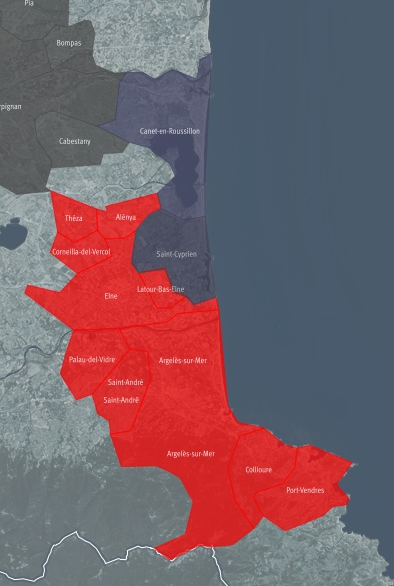 Pia
Bompas
rpignan
Canet-en-Roussillon
Cabestany
Théza
Alénya
Corneilla-del-Vercol
Saint-Cyprien
Latour-Bas-Elne
Elne
Palau-del-Vidre
Argelès-sur-Mer
Saint-André
Saint-André
Argelès-sur-Mer
Collioure
Port-Vendres